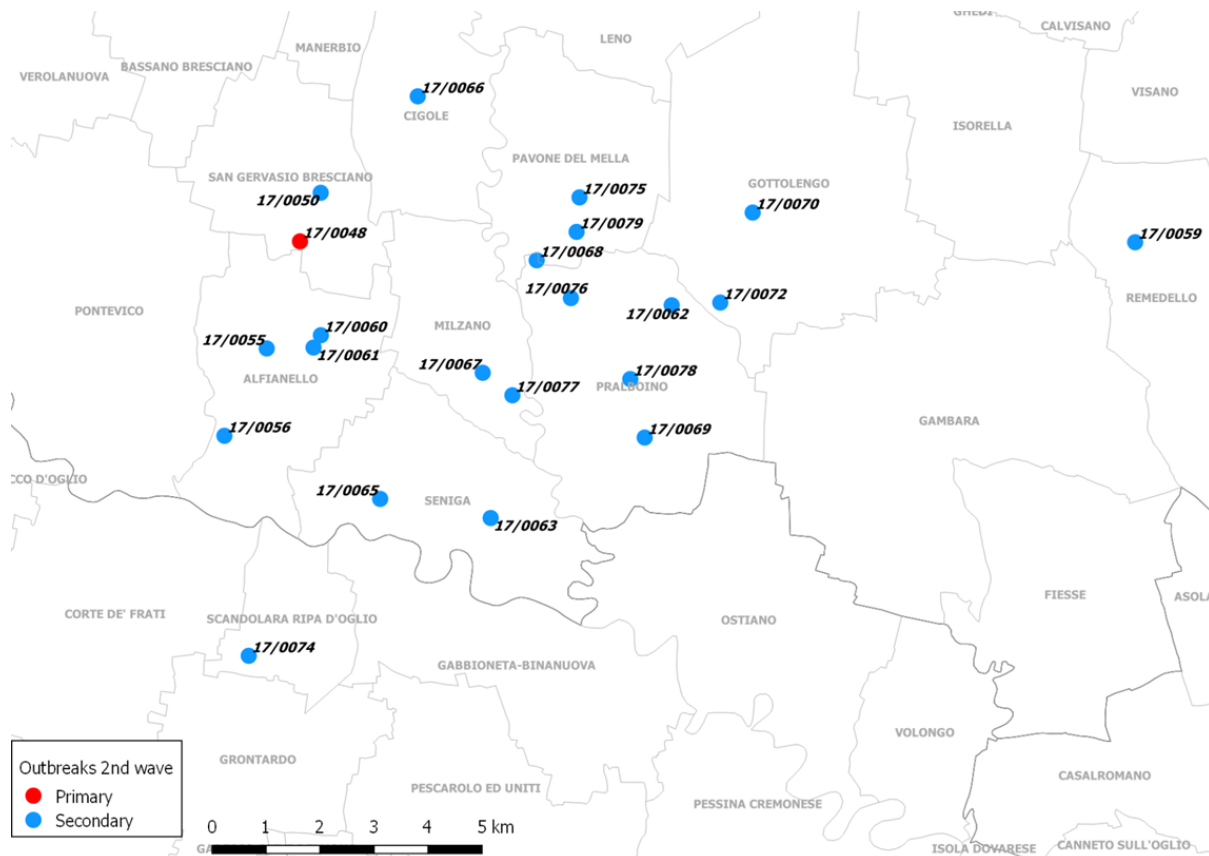 GHEDI
CALVISANO
LENO
MANERBIO
BASSANO BRESCIANO
VEROLANUOVA
17/0066
VISANO
CIGOLE
ISORELLA
PAVONE DEL MELLA
SAN GERVASIO BRESCIANO
GOTTOLENGO
17/0075
17/0050
17/0070
17/0048
17/0079
17/0059
17/0068
17/0076
17/0072
REMEDELLO
PONTEVICO
17/0062
17/0060
MILZANO
17/0055
17/0061
17/0067
17/0078
ALFIANELLO
17/0077
PRALBOINO
17/0056
17/0069
GAMBARA
CCO D'OGLIO
17/0065
SENIGA
17/0063
FIESSE
ASOLA
CORTE DE' FRATI
SCANDOLARA RIPA D'OGLIO
OSTIANO
17/0074
GABBIONETA-BINANUOVA
VOLONGO
GRONTARDO
Outbreaks 2nd wave
Primary
Secondary
CASALROMANO
PESCAROLO ED UNITI
PESSINA CREMONESE
0 1 2 3 4 5 km
GA
ISOLA DOVARESE
CANNETO SULL'OGLIO